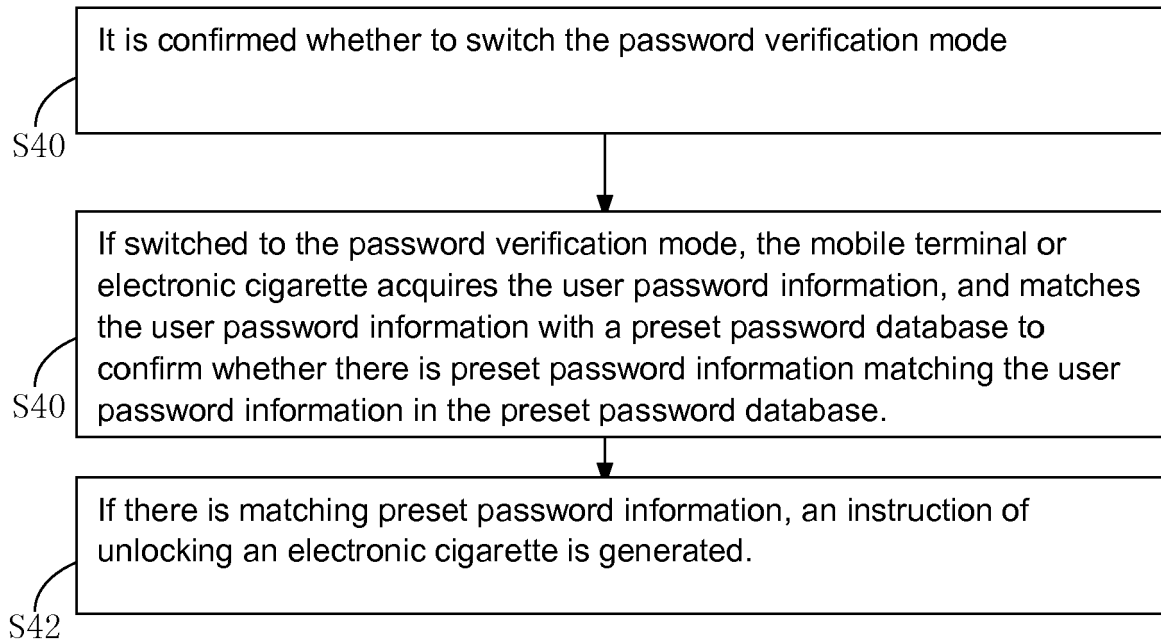 It is confirmed whether to switch the password verification mode
S40
If switched to the password verification mode, the mobile terminal or
electronic cigarette acquires the user password information, and matches
the user password information with a preset password database to
confirm whether there is preset password information matching the user
password information in the preset password database.
S40
If there is matching preset password information, an instruction of
unlocking an electronic cigarette is generated.
S42